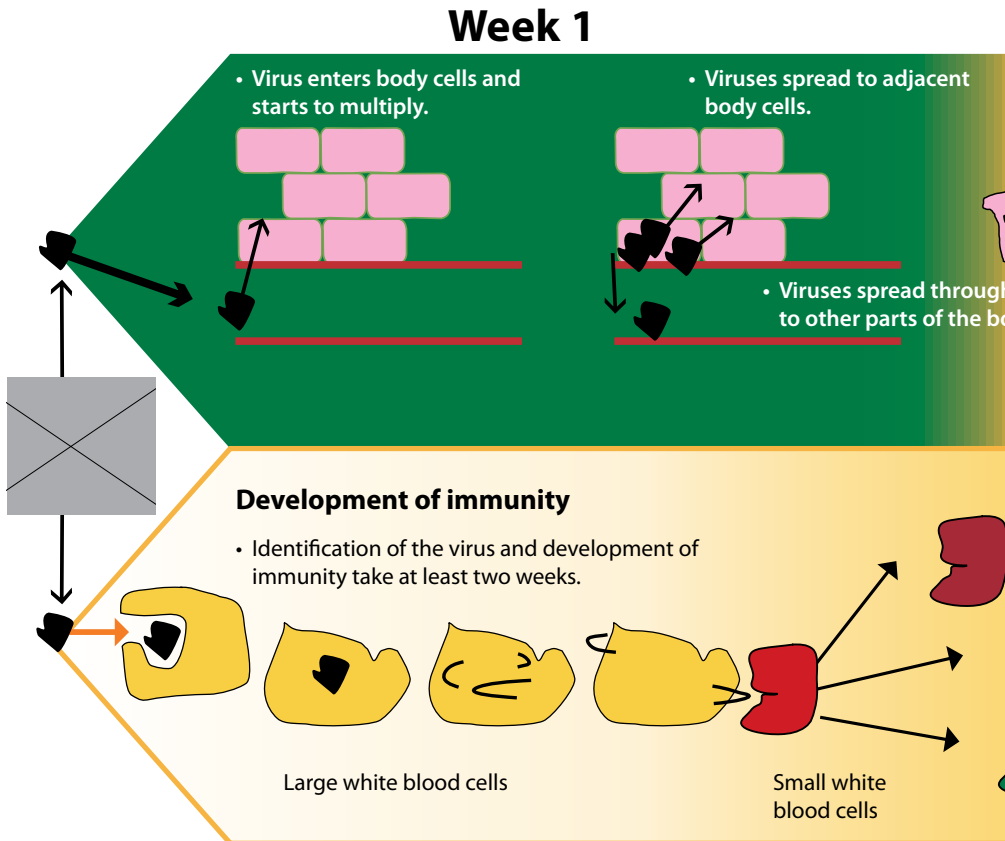 Week 1
• Virus enters body cells and
starts to multiply.
• Viruses spread to adjacent
body cells.
• Viruses spread through
to other parts of the
Development of immunity
• Identification of the virus and development of
immunity take at least two weeks.
Large white blood cells
Small white
blood cells